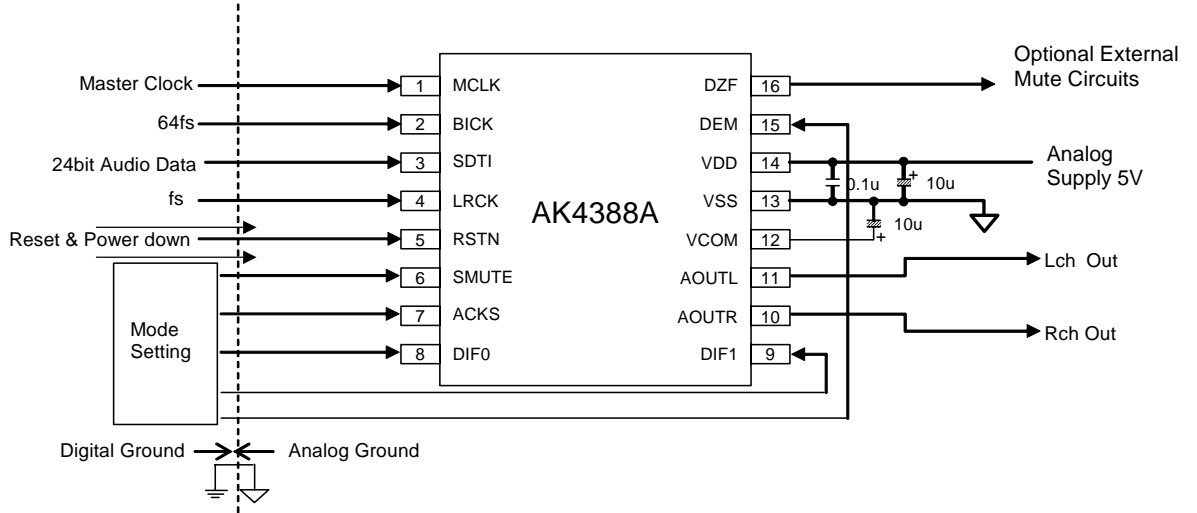 Master Clock
64fs
24bit Audio Data
fs
Reset & Power down
Mode
Setting
Digital Ground
Analog Ground
1 MCLK
2 BICK
3 SDTI
4 LRCK
5 RSTN
6 SMUTE
7 ACKS
8 DIF0
AK4388A
DZF 16
DEM 15
VDD 14
VSS 13
VCOM 12
AOUTL 11
AOUTR 10
DIF1 9
0.1u
+ 10u
10u
+
Optional External
Mute Circuits
Analog
Supply 5V
Lch Out
Rch Out